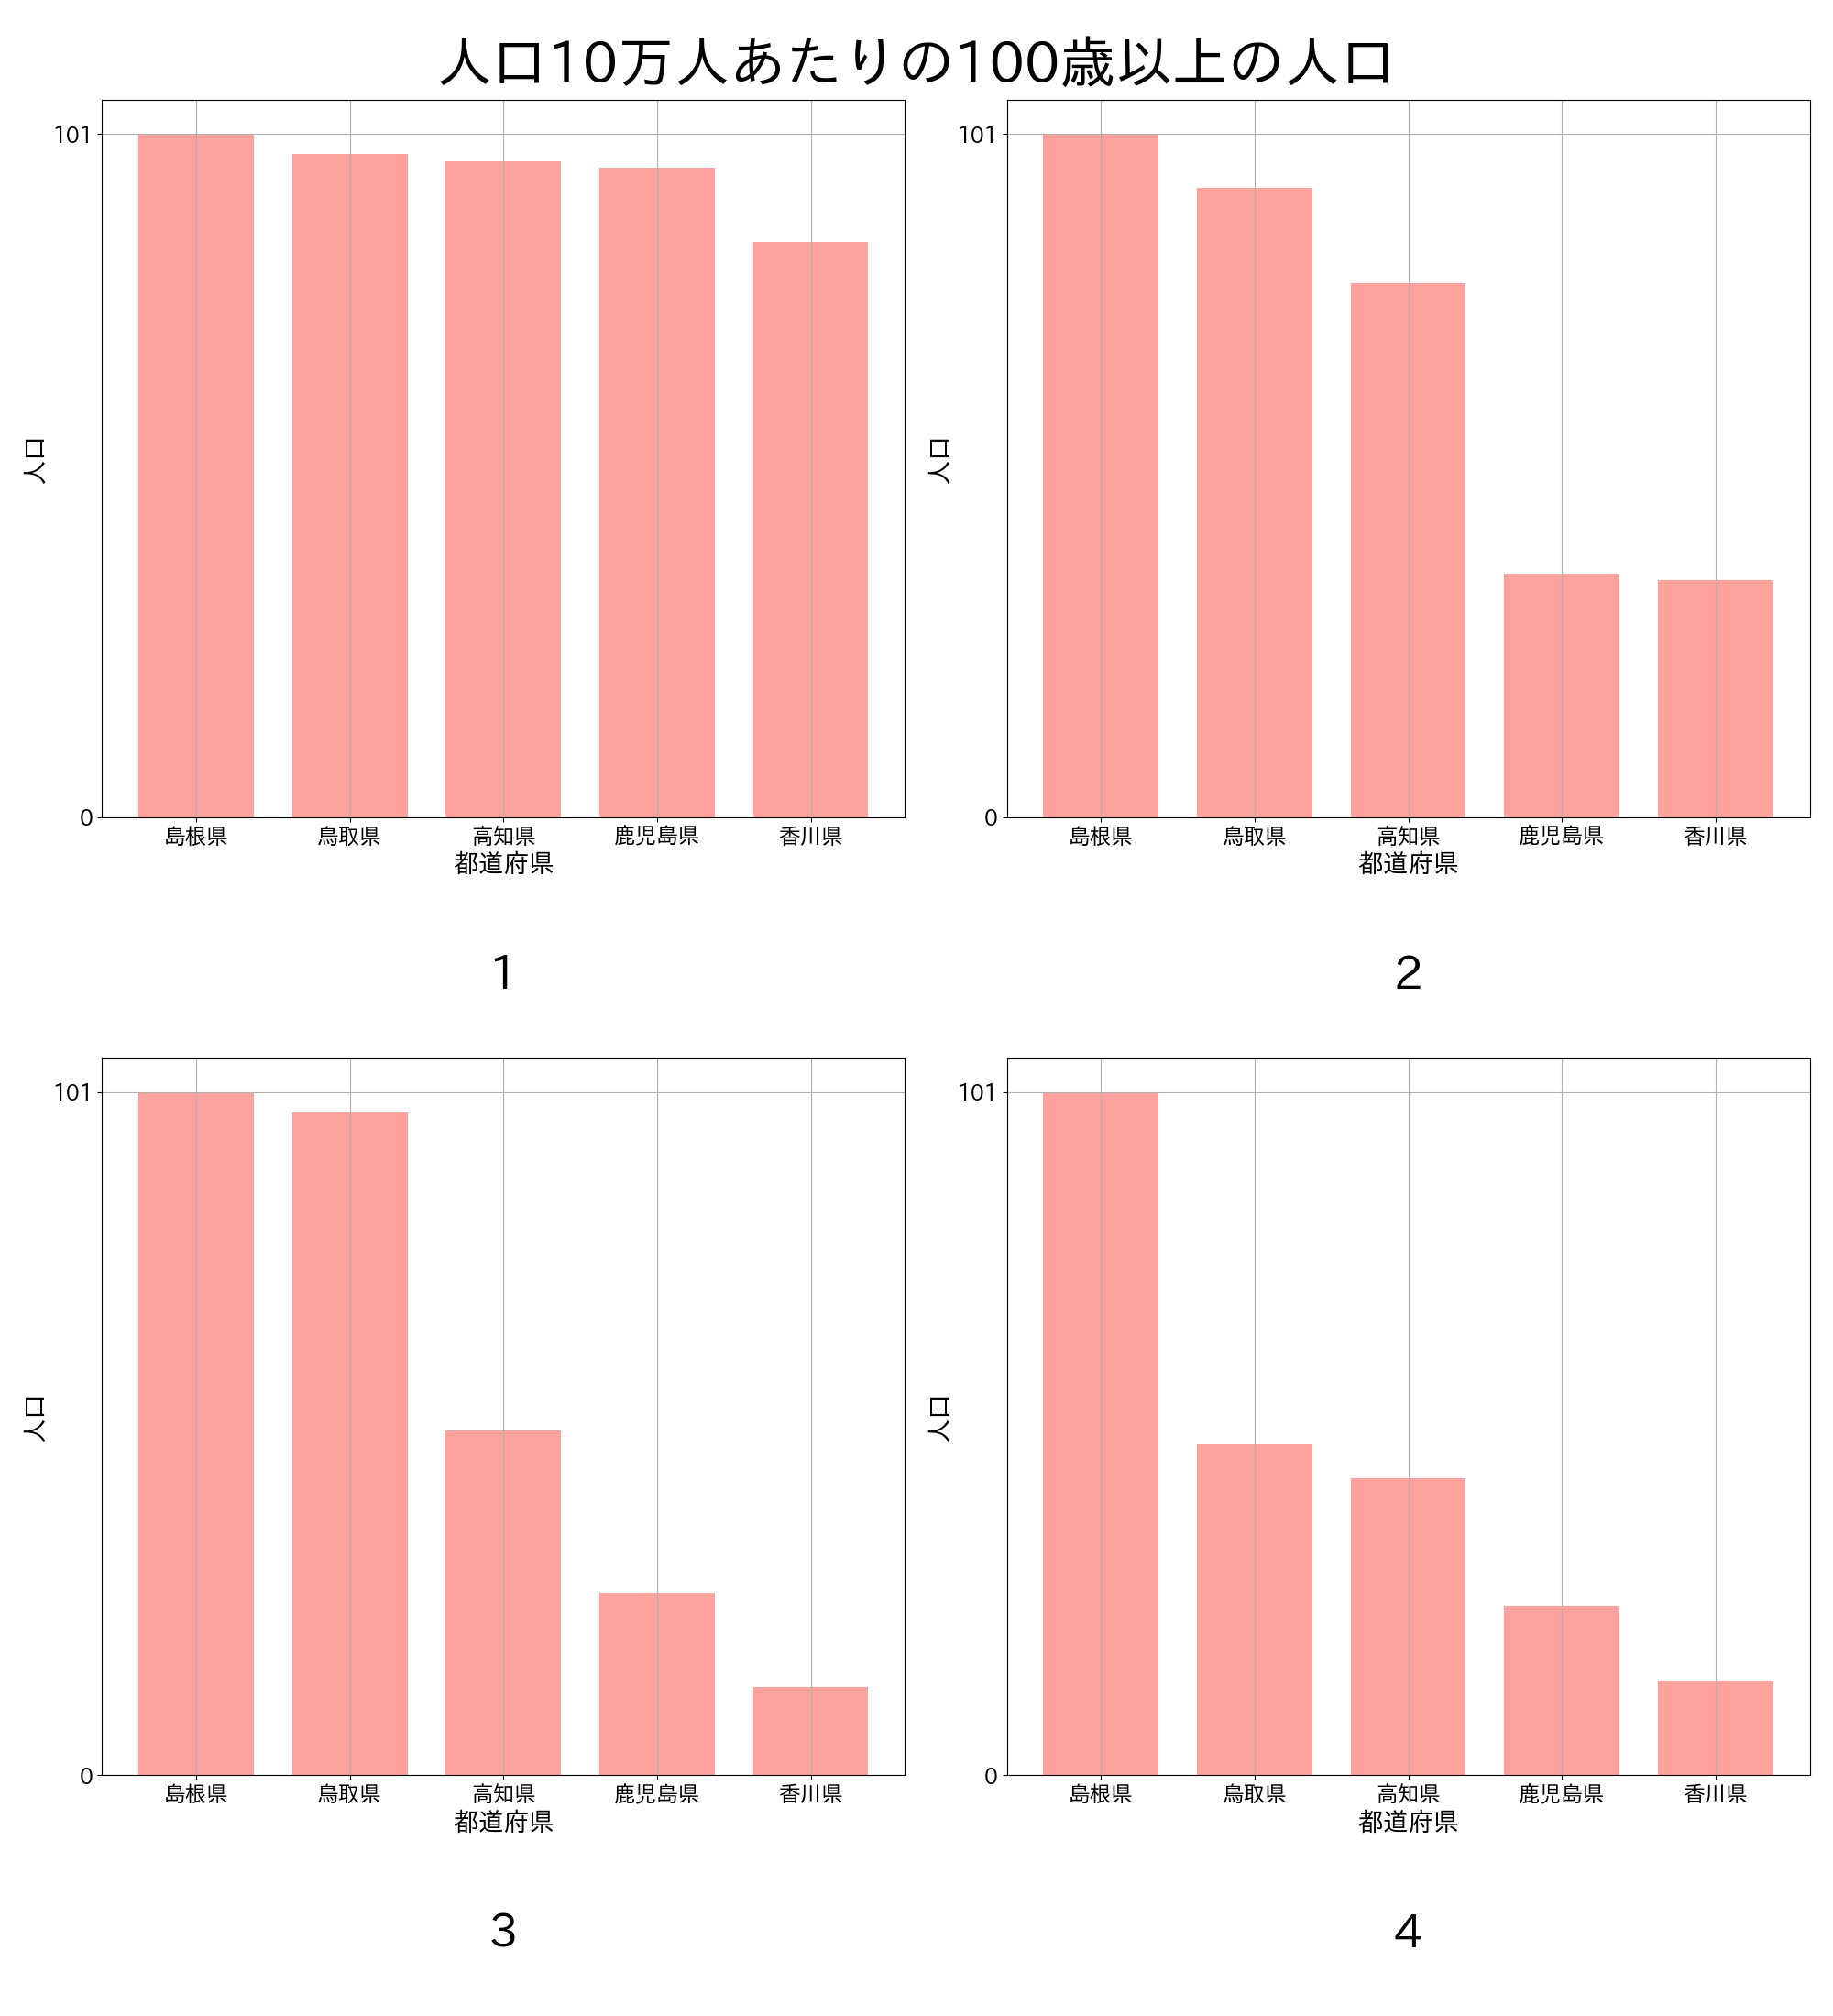 人口10万人あたりの100歳以上の人口
101
人口
0
島根県 鳥取県 高知県 鹿児島県 香川県
都道府県
1
101
人口
0
島根県 鳥取県 高知県 鹿児島県 香川県
都道府県
2
101
人口
0
島根県 鳥取県 高知県 鹿児島県 香川県
都道府県
3
101
人口
0
島根県 鳥取県 高知県 鹿児島県 香川県
都道府県
4